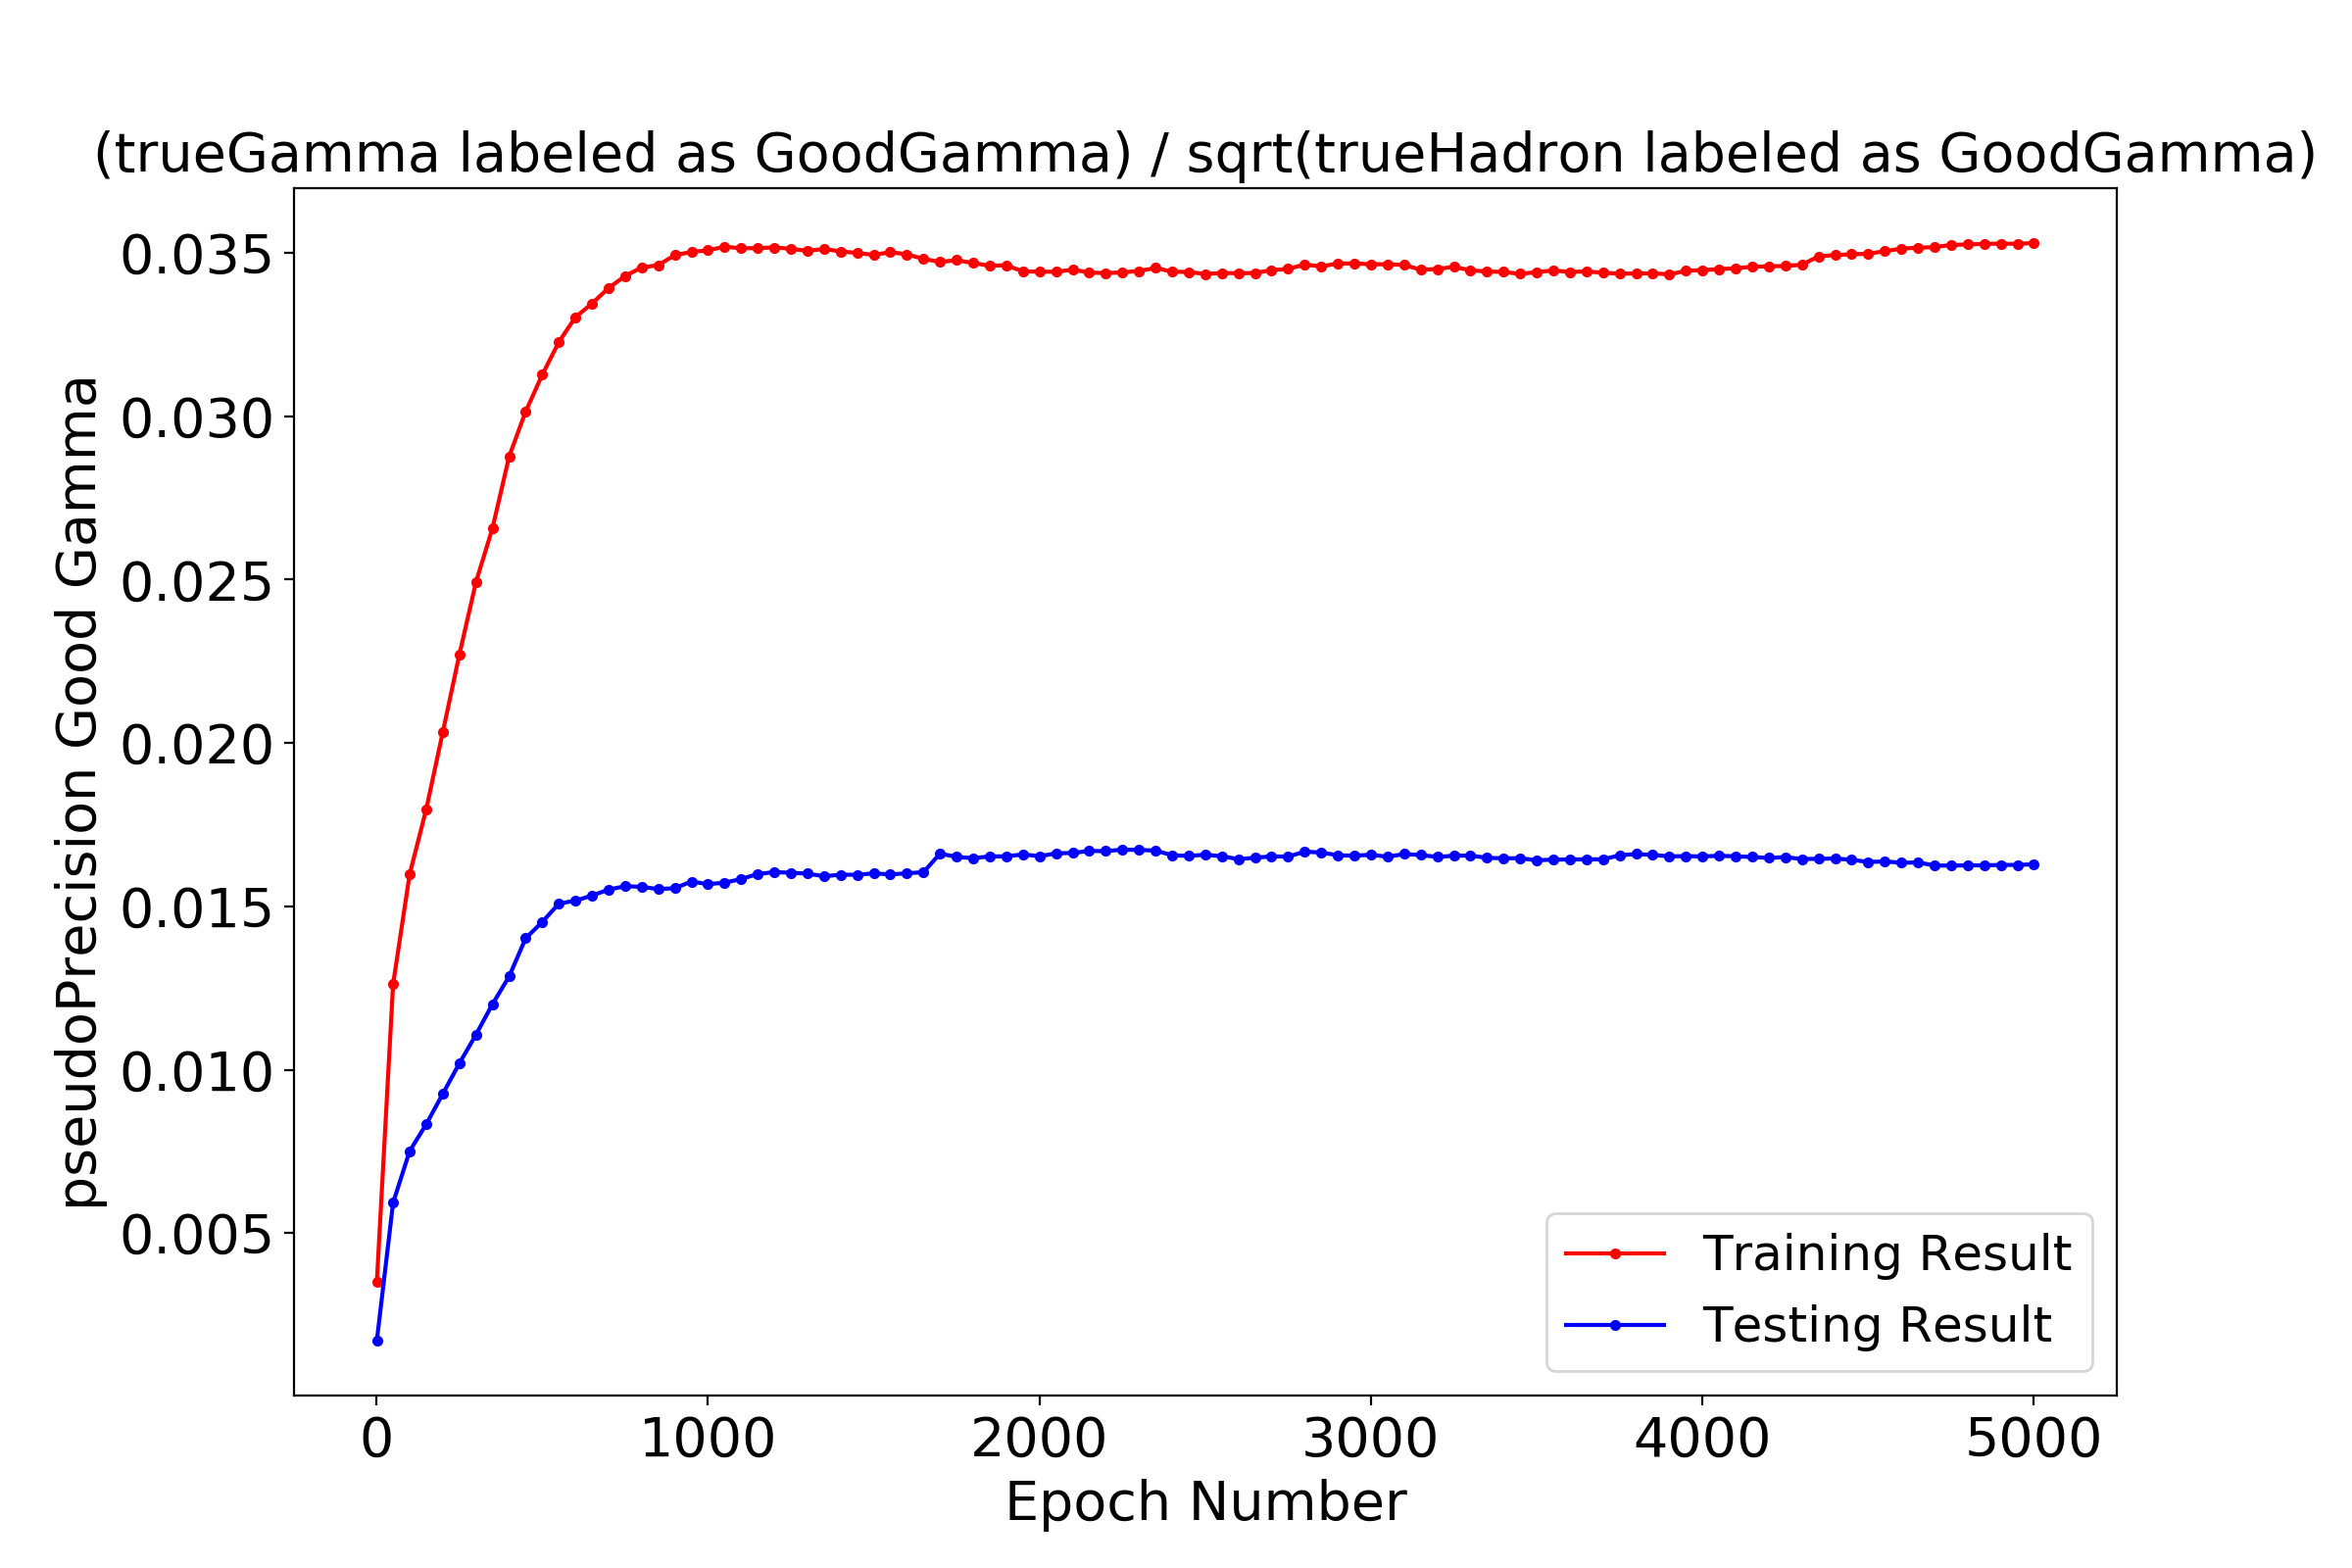 (trueGamma labeled as GoodGamma) / sqrt(trueHadron labeled as GoodGamma)
pseudoPrecision Good Gamma
0.035
0.030
0.025
0.020
0.015
0.010
0.005
0 1000 2000 3000 4000 5000
Epoch Number
Training Result
Testing Result